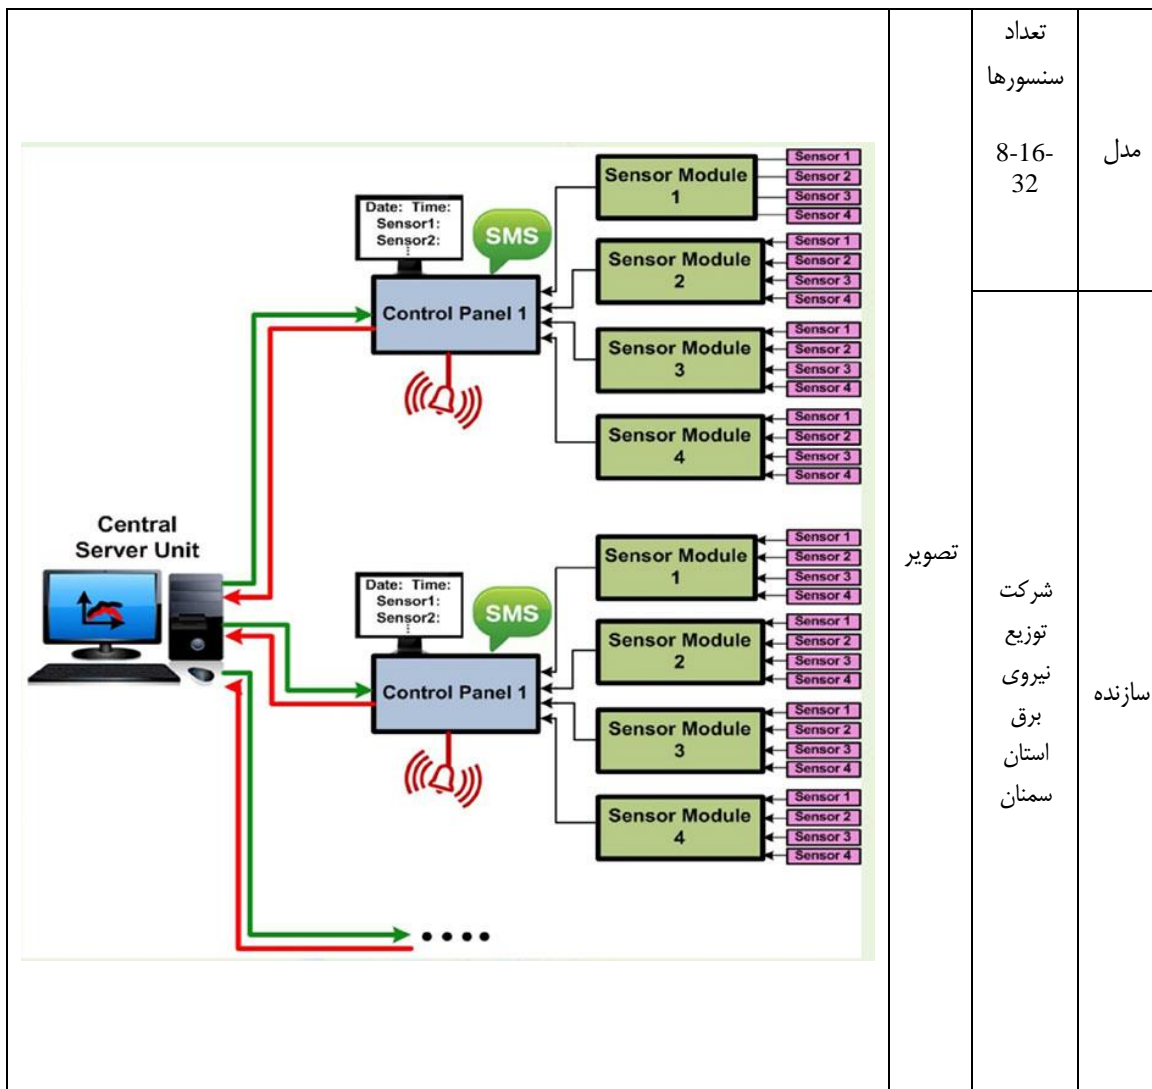 مدل
تعداد
سنسورها
8-16-
32
سازنده
شرکت
توزیع
نیروی
برق
استان
سمنان
تصویر
Central
Server Unit
Date: Time:
Sensor1:
Sensor2:
SMS
Control Panel 1
Sensor Module
1
Sensor 1
Sensor 2
Sensor 3
Sensor 4
Sensor Module
2
Sensor 1
Sensor 2
Sensor 3
Sensor 4
Sensor Module
3
Sensor 1
Sensor 2
Sensor 3
Sensor 4
Sensor Module
4
Sensor 1
Sensor 2
Sensor 3
Sensor 4
Date: Time:
Sensor1:
Sensor2:
SMS
Control Panel 1
Sensor Module
1
Sensor 1
Sensor 2
Sensor 3
Sensor 4
Sensor Module
2
Sensor 1
Sensor 2
Sensor 3
Sensor 4
Sensor Module
3
Sensor 1
Sensor 2
Sensor 3
Sensor 4
Sensor Module
4
Sensor 1
Sensor 2
Sensor 3
Sensor 4